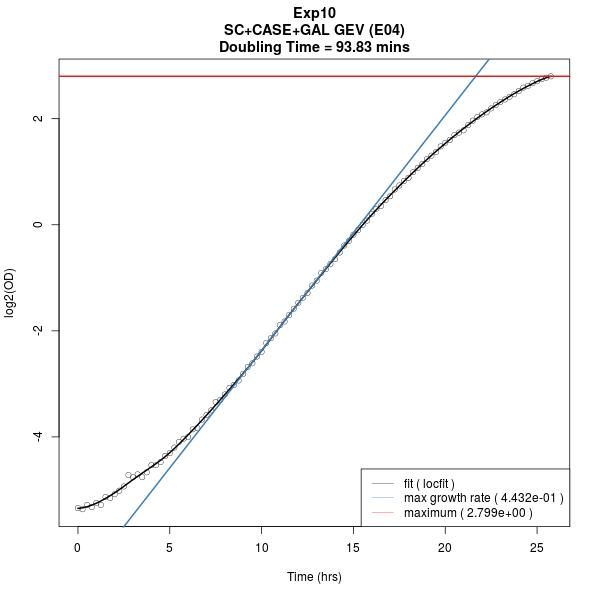 Exp10
SC+CASE+GAL GEV (E04)
Doubling Time = 93.83 mins
log2(OD)
2
0
-2
-4
0 5 10 15 20 25
Time (hrs)
fit ( locfit )
max growth rate ( 4.432e-01 )
maximum ( 2.799e+00 )